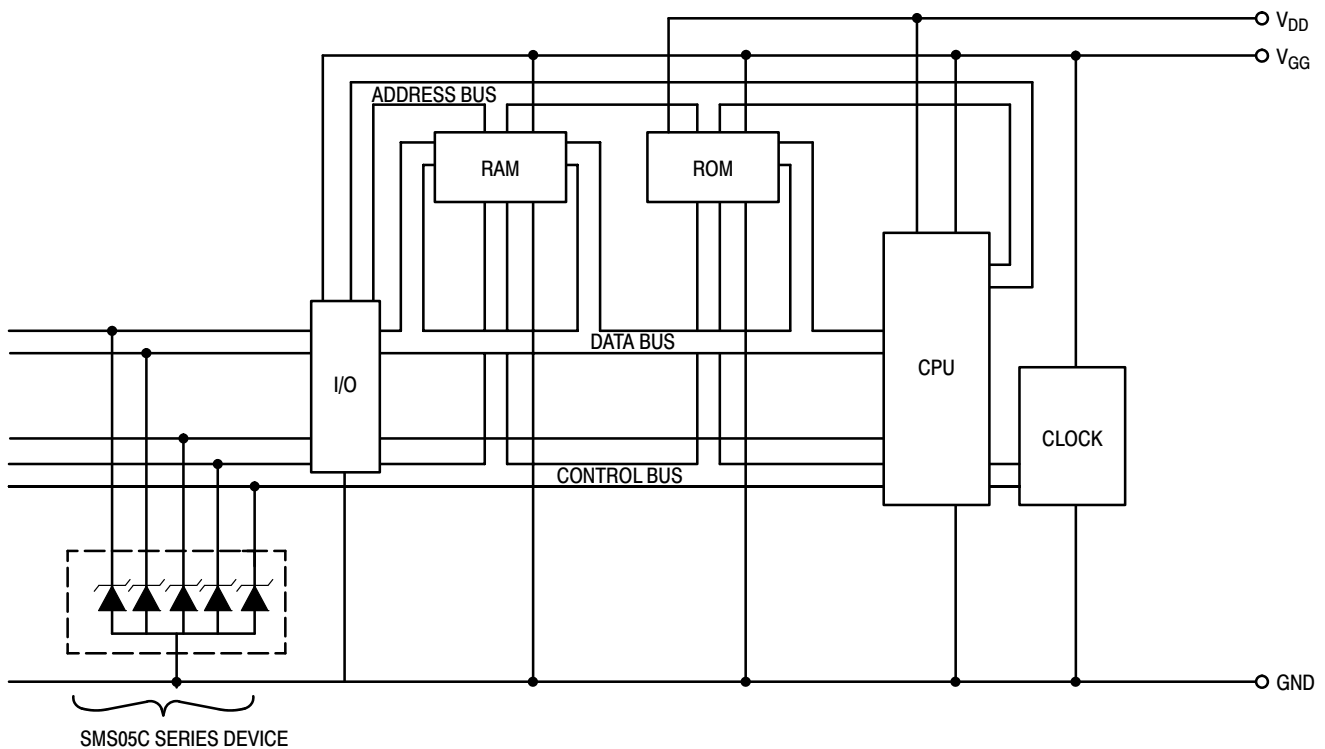 V_DD
V_GG
ADDRESS BUS
RAM
ROM
DATA BUS
I/O
CPU
CLOCK
CONTROL BUS
GND
SMS05C SERIES DEVICE